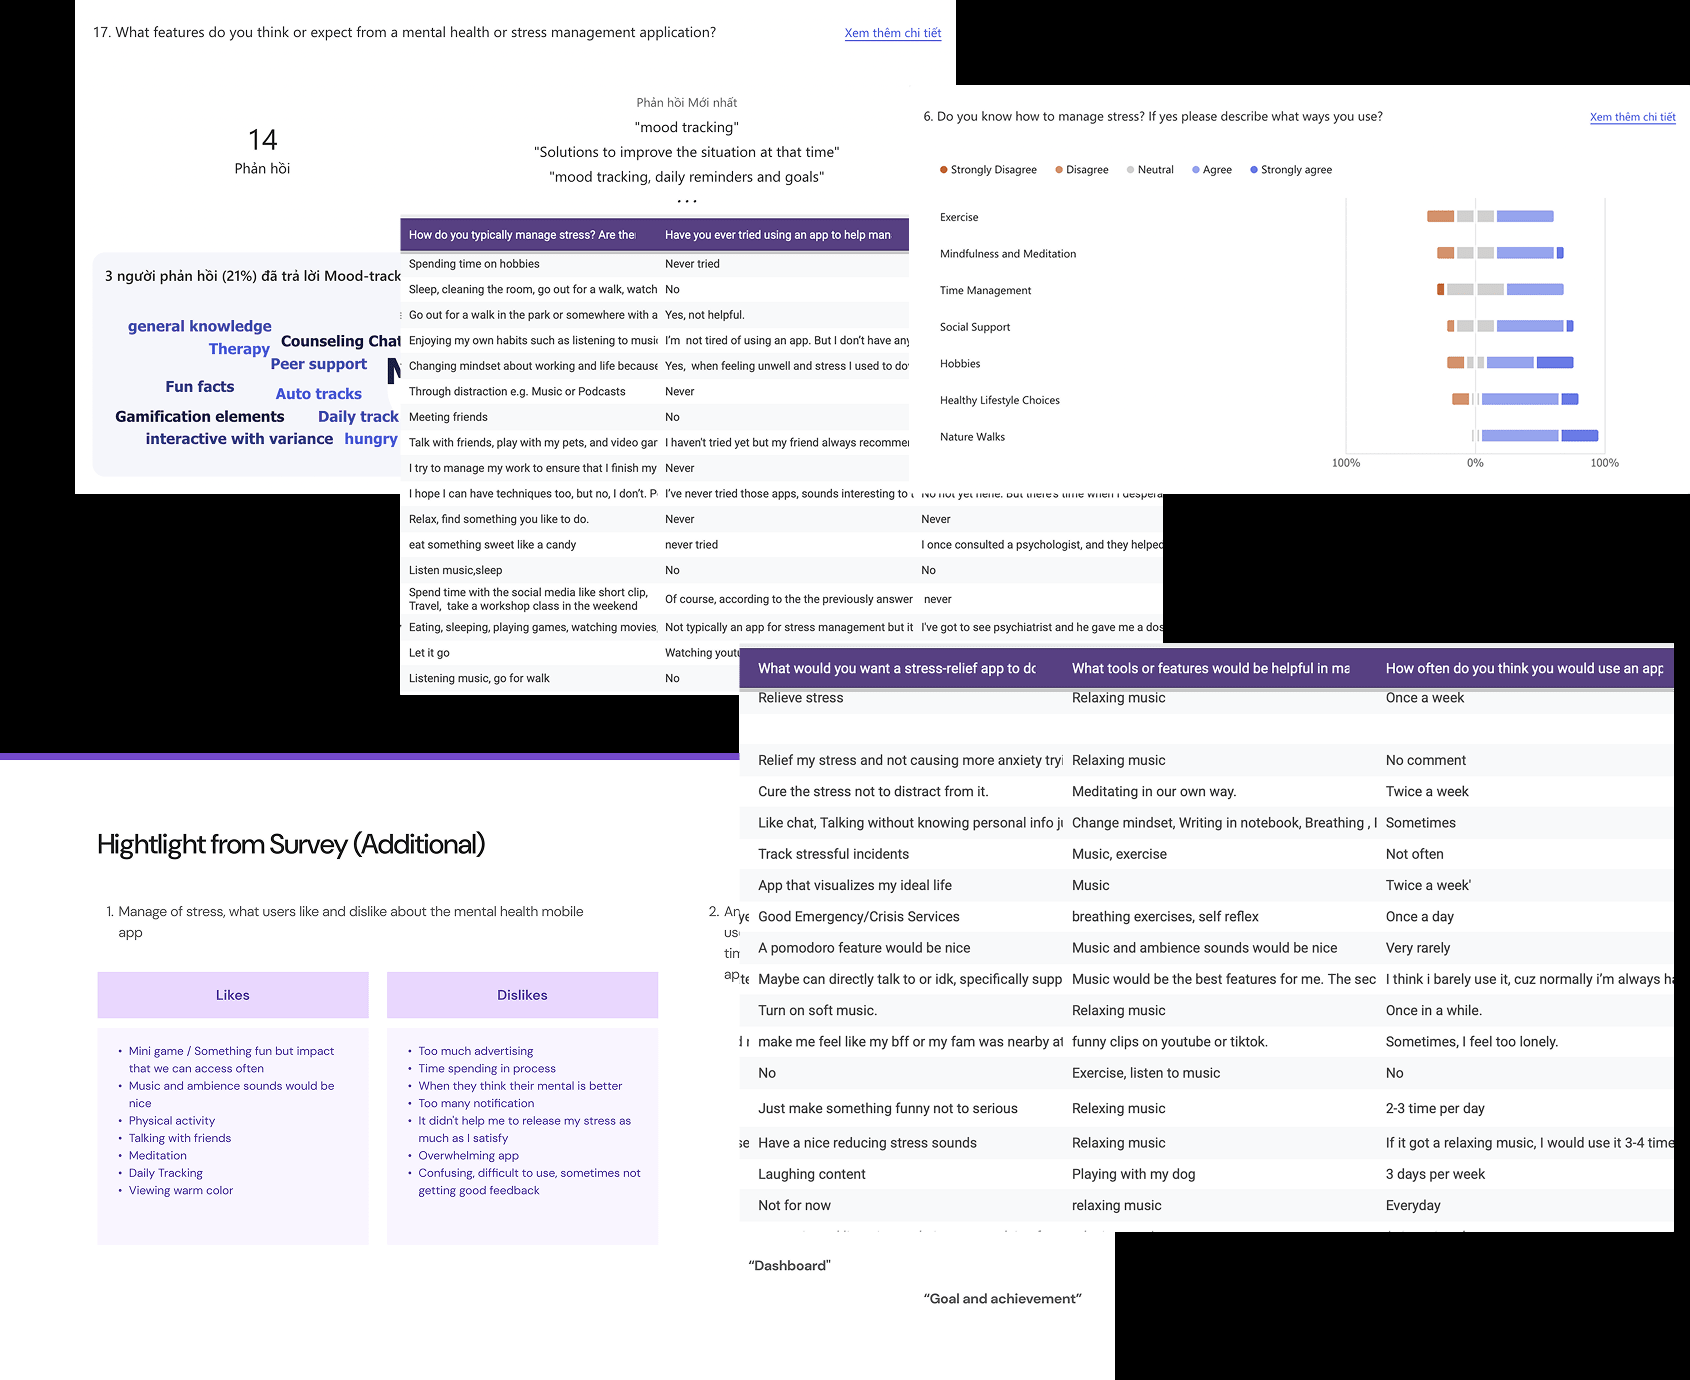 17. What features do you think or expect from a mental health or stress management application?
Xem thêm chi tiết
14
Phản hồi
Phản hồi Mới nhất
"mood tracking"
"Solutions to improve the situation at that time"
"mood tracking, daily reminders and goals"
...
3 người phản hồi (21%) đã trả lời Mood-track
general knowledge
Counseling Chat
Therapy
Peer support
Fun facts
Auto tracks
Gamification elements
Daily track
interactive with variance
hungry
6. Do you know how to manage stress? If yes please describe what ways you use?
Xem thêm chi tiết
Strongly Disagree
Disagree
Neutral
Agree
Strongly agree
Exercise
Mindfulness and Meditation
Time Management
Social Support
Hobbies
Healthy Lifestyle Choices
Nature Walks
100%
0%
100%
How do you typically manage stress? Are the
Have you ever tried using an app to help man
Spending time on hobbies
Never tried
Sleep, cleaning the room, go out for a walk, watch
No
Go out for a walk in the park or somewhere with a
Yes, not helpful.
Enjoying my own habits such as listening to music
I'm not tired of using an app. But I don't have any
Changing mindset about working and life because
Yes, when feeling unwell and stress I used to do
Through distraction e.g. Music or Podcasts
Never
Meeting friends
No
Talk with friends, play with my pets, and video gar
I haven't tried yet but my friend always recommer
I try to manage my work to ensure that I finish my
Never
I hope I can have techniques too, but no, I don't. P
I've never tried those apps, sounds interesting to
No not yet here. But there's time when I despera
Relax, find something you like to do.
Never
Never
eat something sweet like a candy
never tried
I once consulted a psychologist, and they helped
Listen music,sleep
No
No
Spend time with the social media like short clip,
Travel, take a workshop class in the weekend
Of course, according to the the previously answer
never
Eating, sleeping, playing games, watching movies,
Not typically an app for stress management but it
I've got to see psychiatrist and he gave me a dos
Let it go
Watching youtu
Listening music, go for walk
No
What would you want a stress-relief app to do
What tools or features would be helpful in ma
How often do you think you would use an app
Relieve stress
Relaxing music
Once a week
Relief my stress and not causing more anxiety tryi
Relaxing music
No comment
Cure the stress not to distract from it.
Meditating in our own way.
Twice a week
Like chat, Talking without knowing personal info ju
Change mindset, Writing in notebook, Breathing , l
Sometimes
Track stressful incidents
Music, exercise
Not often
App that visualizes my ideal life
Music
Twice a week'
ye
Good Emergency/Crisis Services
breathing exercises, self reflex
Once a day
A pomodoro feature would be nice
Music and ambience sounds would be nice
Very rarely
te
Maybe can directly talk to or idk, specifically supp
Music would be the best features for me. The sec
I think i barely use it, cuz normally i'm always ha
Turn on soft music.
Relaxing music
Once in a while.
make me feel like my bff or my fam was nearby at
funny clips on youtube or tiktok.
Sometimes, I feel too lonely.
No
Exercise, listen to music
No
Just make something funny not to serious
Relexing music
2-3 time per day
se
Have a nice reducing stress sounds
Relaxing music
If it got a relaxing music, I would use it 3-4 time
Laughing content
Playing with my dog
3 days per week
Not for now
relaxing music
Everyday
Hightlight from Survey (Additional)
1. Manage of stress, what users like and dislike about the mental health mobile
app
2. An
us
tim
ap
Likes
Dislikes
• Mini game / Something fun but impact
that we can access often
• Music and ambience sounds would be
nice
• Physical activity
• Talking with friends
• Meditation
• Daily Tracking
• Viewing warm color
• Too much advertising
• Time spending in process
• When they think their mental is better
• Too many notification
• It didn't help me to release my stress as
much as I satisfy
• Overwhelming app
• Confusing, difficult to use, sometimes not
getting good feedback
“Dashboard"
“Goal and achievement”